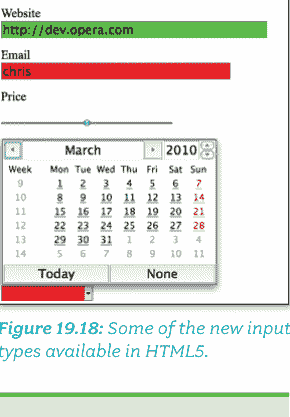 Website
http://dev.opera.com
Email
chris
Price
March 2010
Week Mon Tue Wed Thu Fri Sat Sun
9 1 2 3 4 5 6 7
10 8 9 10 11 12 13 14
11 15 16 17 18 19 20 21
12 22 23 24 25 26 27 28
13 29 30 31 1 2 3 4
14 5 6 7 8 9 10 11
Today None
Figure 19.18: Some of the new input
types available in HTML5.